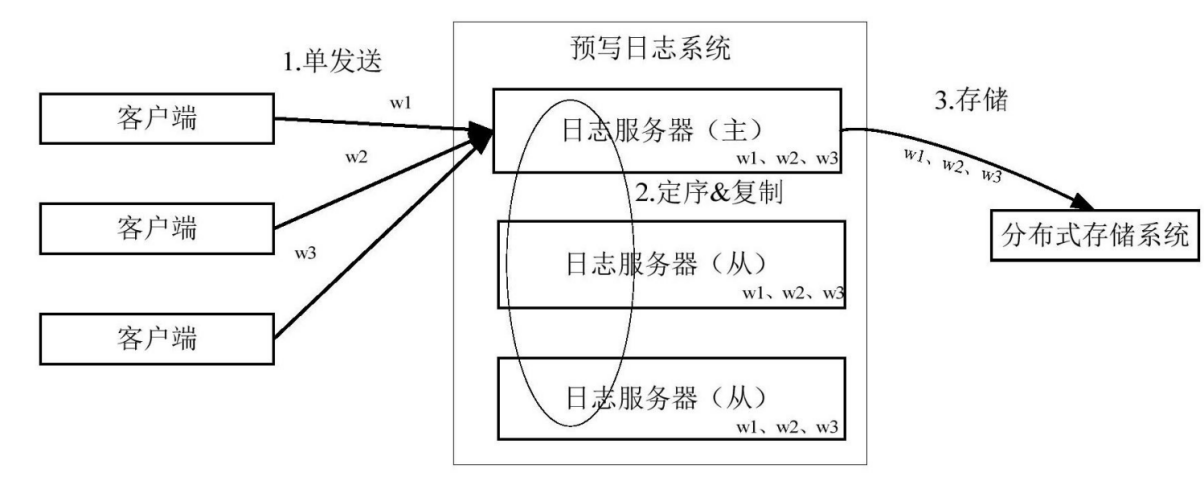 预写日志系统
1.单发送
客户端
w1
日志服务器（主）
w1、w2、w3
3.存储
w1、w2、w3
w2
2.定序&复制
客户端
日志服务器（从）
w1、w2、w3
分布式存储系统
w3
客户端
日志服务器（从）
w1、w2、w3